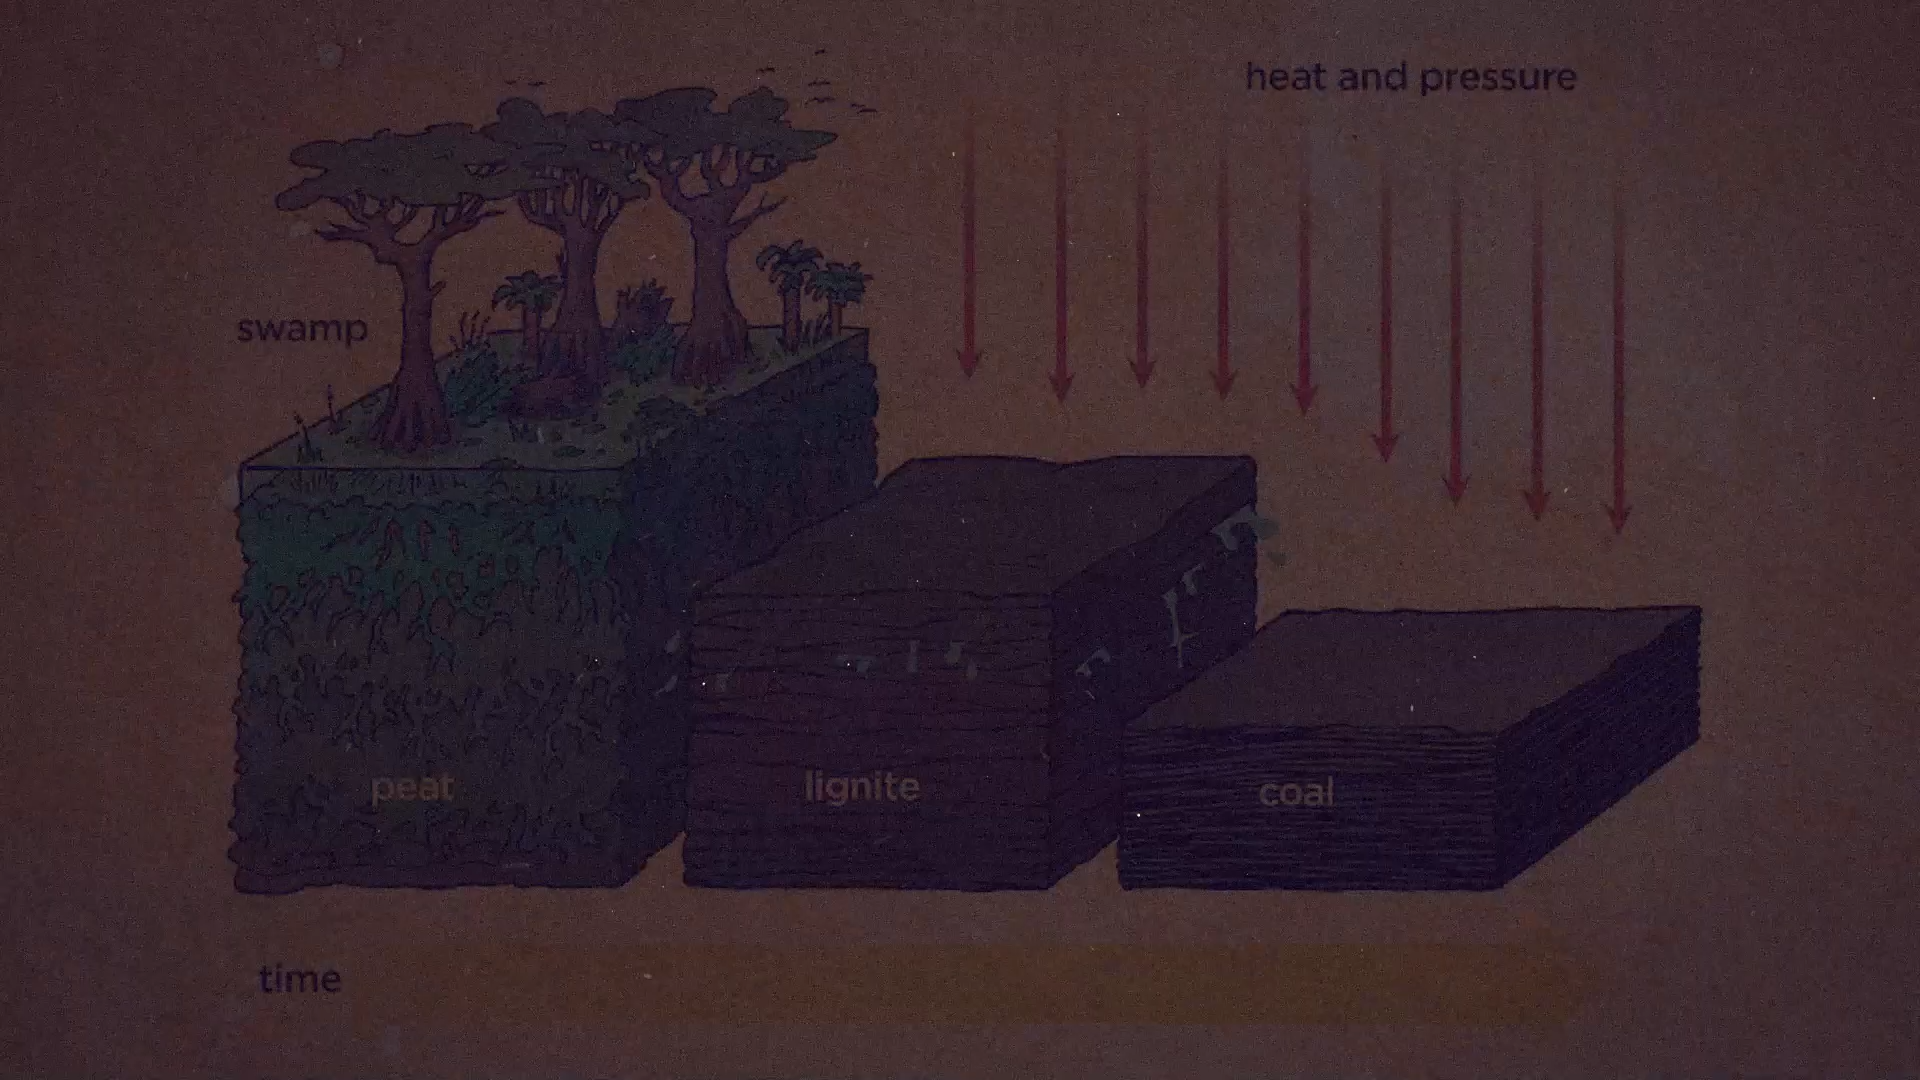 heat and pressure
swamp
peat
lignite
coal
time